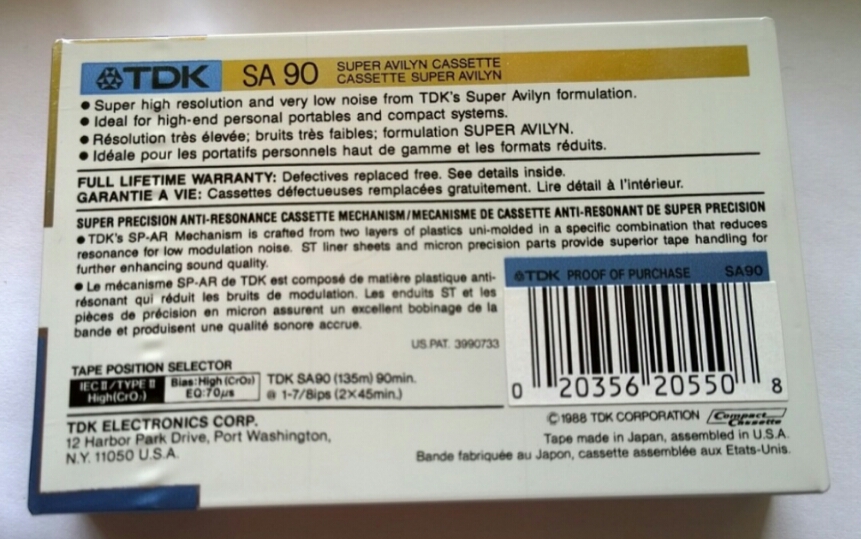 TDK SA 90 SUPER AVILYN CASSETTE
CASSETTE SUPER AVILYN
● Super high resolution and very low noise from TDK's Super Avilyn formulation.
● Ideal for high-end personal portables and compact systems.
● Résolution très élevée; bruits très faibles; formulation SUPER AVILYN.
● Idéale pour les portatifs personnels haut de gamme et les formats réduits.
FULL LIFETIME WARRANTY: Defectives replaced free. See details inside.
GARANTIE A VIE: Cassettes défectueuses remplacées gratuitement. Lire détail à l'intérieur.
SUPER PRECISION ANTI-RESONANCE CASSETTE MECHANISM/MECANISME DE CASSETTE ANTI-RESONANT DE SUPER PRECISION
● TDK's SP-AR Mechanism is crafted from two layers of plastics uni-molded in a specific combination that reduces
resonance for low modulation noise. ST liner sheets and micron precision parts provide superior tape handling for
further enhancing sound quality.
● Le mécanisme SP-AR de TDK est composé de matière plastique anti-
résonant qui réduit les bruits de modulation. Les enduits ST et les
pièces de précision en micron assurent un excellent bobinage de la
bande et produisent une qualité sonore accrue.
US.PAT. 3990733
TDK PROOF OF PURCHASE SA90
0 20356 20550 8
TAPE POSITION SELECTOR
IEC II/TYPE II
High(CrO₂)
Bias:High (CrO₂)
EQ:70μs
TDK SA90 (135m) 90min.
@ 1-7/8ips (2×45min.)
TDK ELECTRONICS CORP.
12 Harbor Park Drive, Port Washington,
N.Y. 11050 U.S.A.
©1988 TDK CORPORATION Compact Cassette
Tape made in Japan, assembled in U.S.A.
Bande fabriquée au Japon, cassette assemblée aux Etats-Unis.